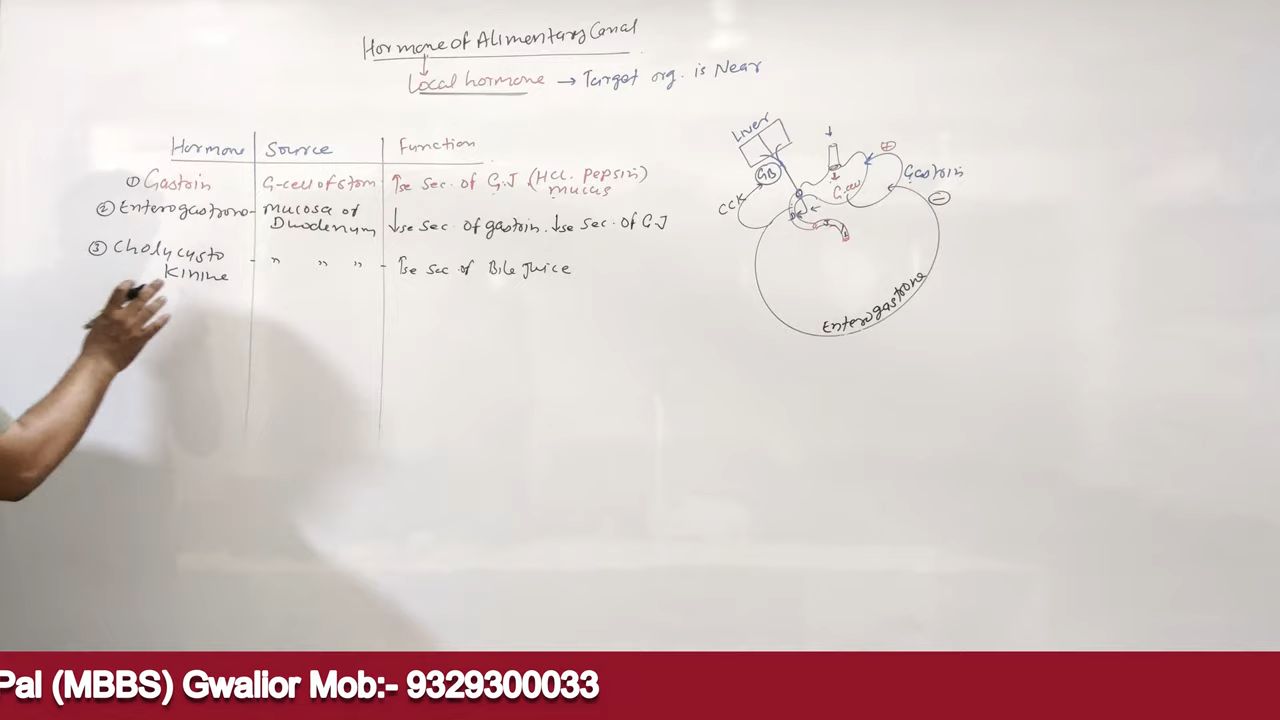 Hormone of Alimentary Canal
Local hormone → Target org. is Near
Hormone Source Function
① Gastrin G-cell of stom ↑se sec. of G.J (HCl. Pepsin)
mucus
② Enterogastrone- mucosa of
Duodenum ↓se sec. of gastrin. ↓se sec. of G.J
③ Cholycysto
Kinine - " " " - ↑se sec of Bile Juice
Liver
GB
CCK
G-cell
+
Gastrin
-
Enterogastrone
Pal (MBBS) Gwalior Mob:- 9329300033